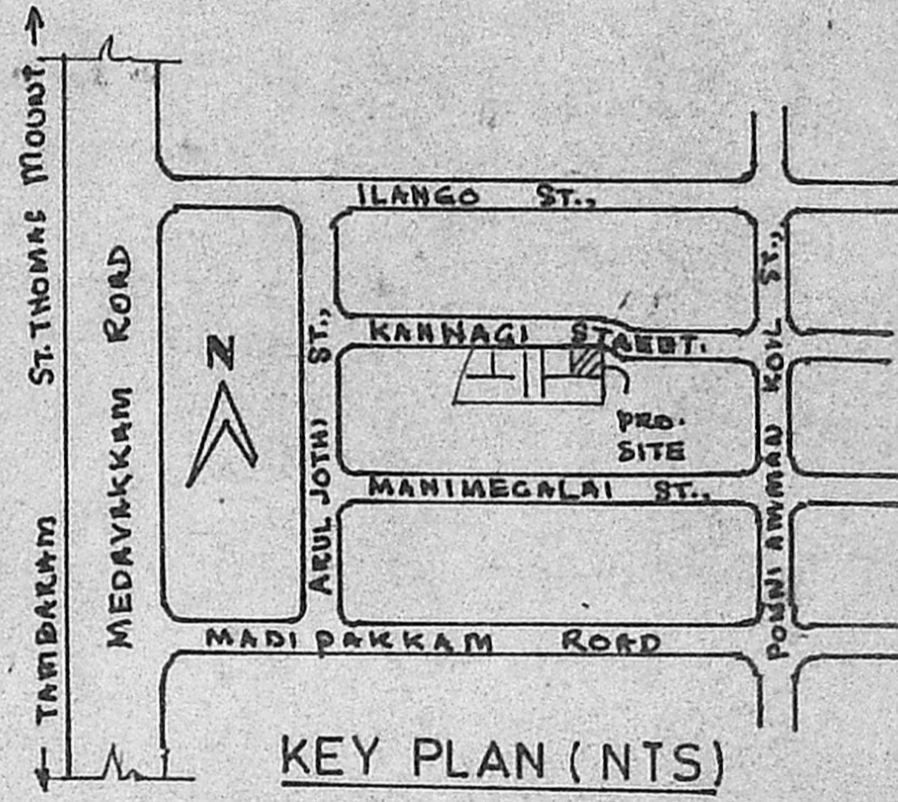 ST. THOMAS MOUNT
MEDAVAKKAM ROAD
TAMBARAM
ILANGO ST.,
KANNAGI STREET.
N
ARUL JOTHI ST.,
PRO.
SITE
MANIMEGALAI ST.,
PONNI AMMAN KOVL ST.,
MADIPAKKAM ROAD
KEY PLAN (NTS)